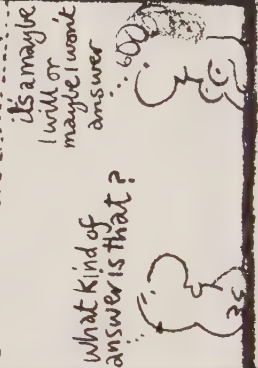 what kind of
answer is that?
it's a maybe
I will or
maybe I won't
answer